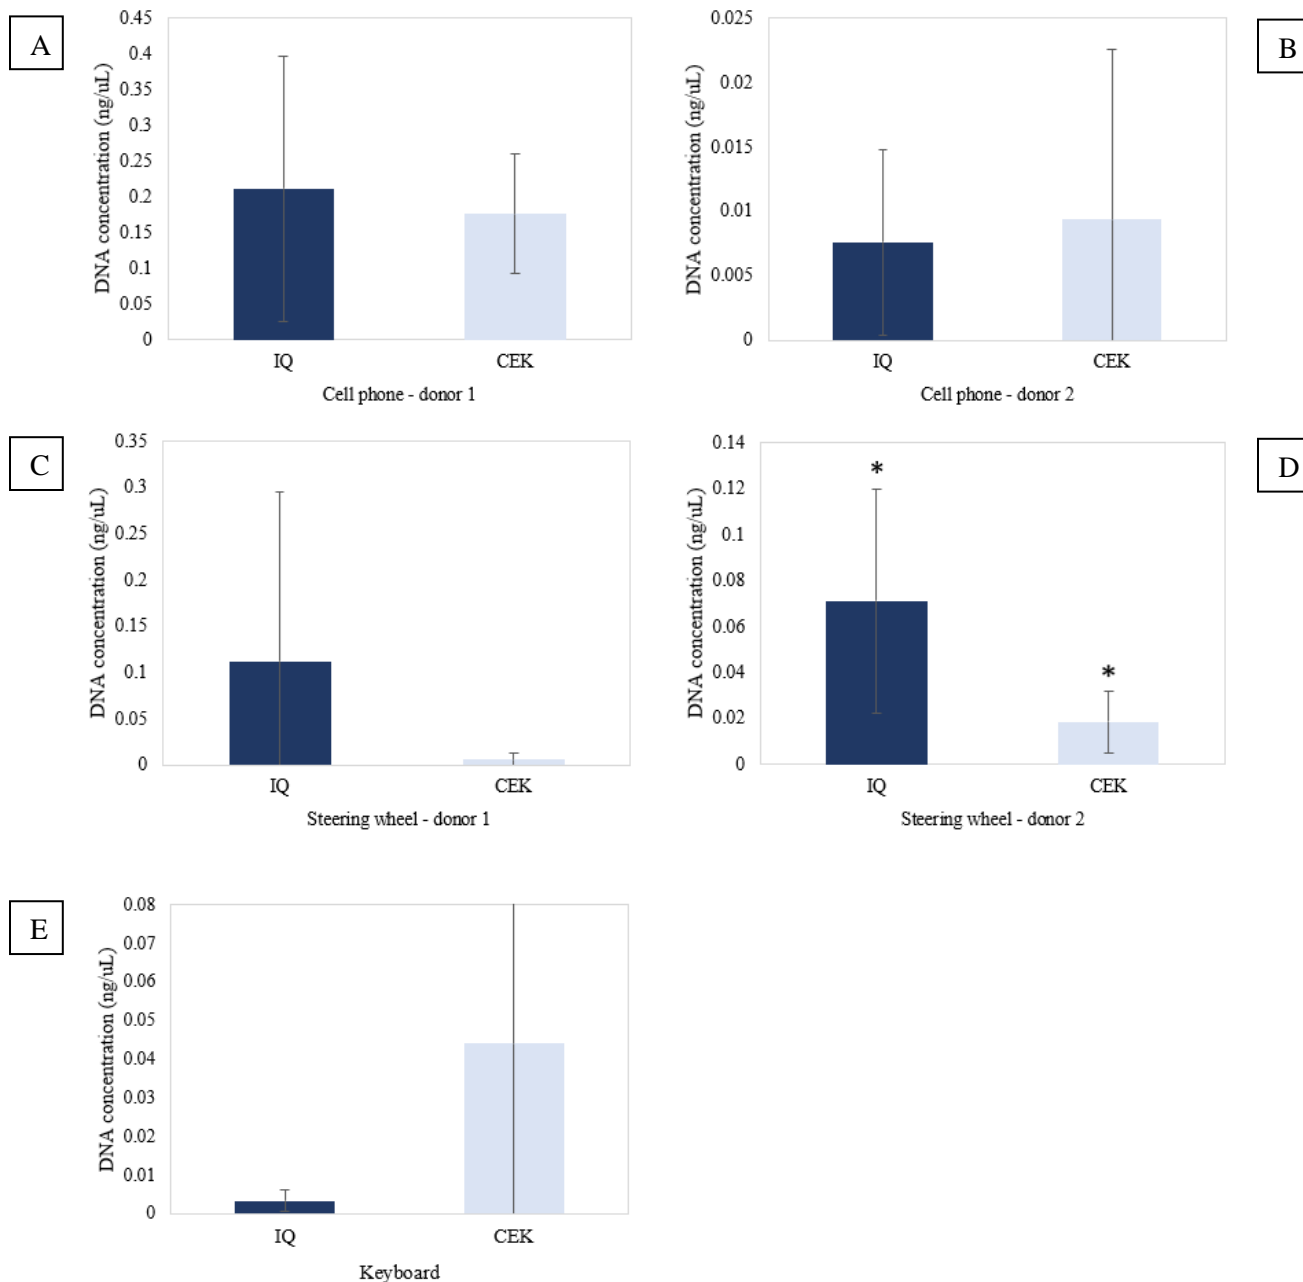 A
DNA concentration (ng/uL)
0.45
0.4
0.35
0.3
0.25
0.2
0.15
0.1
0.05
0
IQ
CEK
Cell phone - donor 1
B
DNA concentration (ng/uL)
0.025
0.02
0.015
0.01
0.005
0
IQ
CEK
Cell phone - donor 2
C
DNA concentration (ng/uL)
0.35
0.3
0.25
0.2
0.15
0.1
0.05
0
IQ
CEK
Steering wheel - donor 1
D
DNA concentration (ng/uL)
0.14
0.12
0.1
0.08
0.06
0.04
0.02
0
*
*
IQ
CEK
Steering wheel - donor 2
E
DNA concentration (ng/uL)
0.08
0.07
0.06
0.05
0.04
0.03
0.02
0.01
0
IQ
CEK
Keyboard